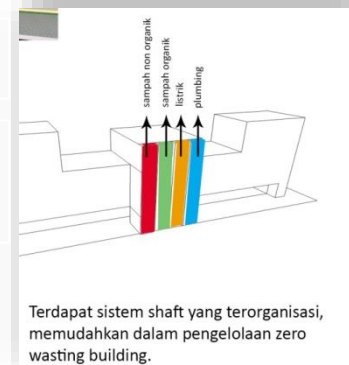 sampah non organik
sampah organik
listrik
plumbing
Terdapat sistem shaft yang terorganisasi,
memudahkan dalam pengelolaan zero
wasting building.